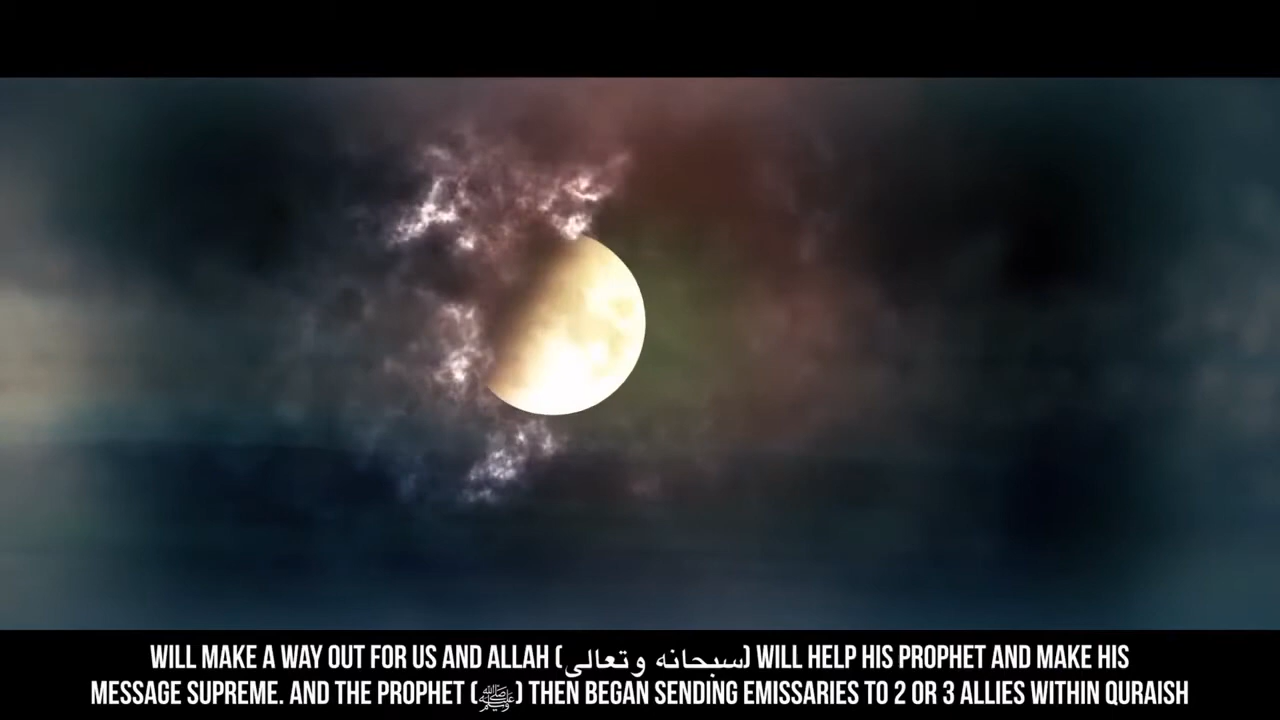 WILL MAKE A WAY OUT FOR US AND ALLAH (سبحانه وتعالى) WILL HELP HIS PROPHET AND MAKE HIS
MESSAGE SUPREME. AND THE PROPHET (ﷺ) THEN BEGAN SENDING EMISSARIES TO 2 OR 3 ALLIES WITHIN QURAISH